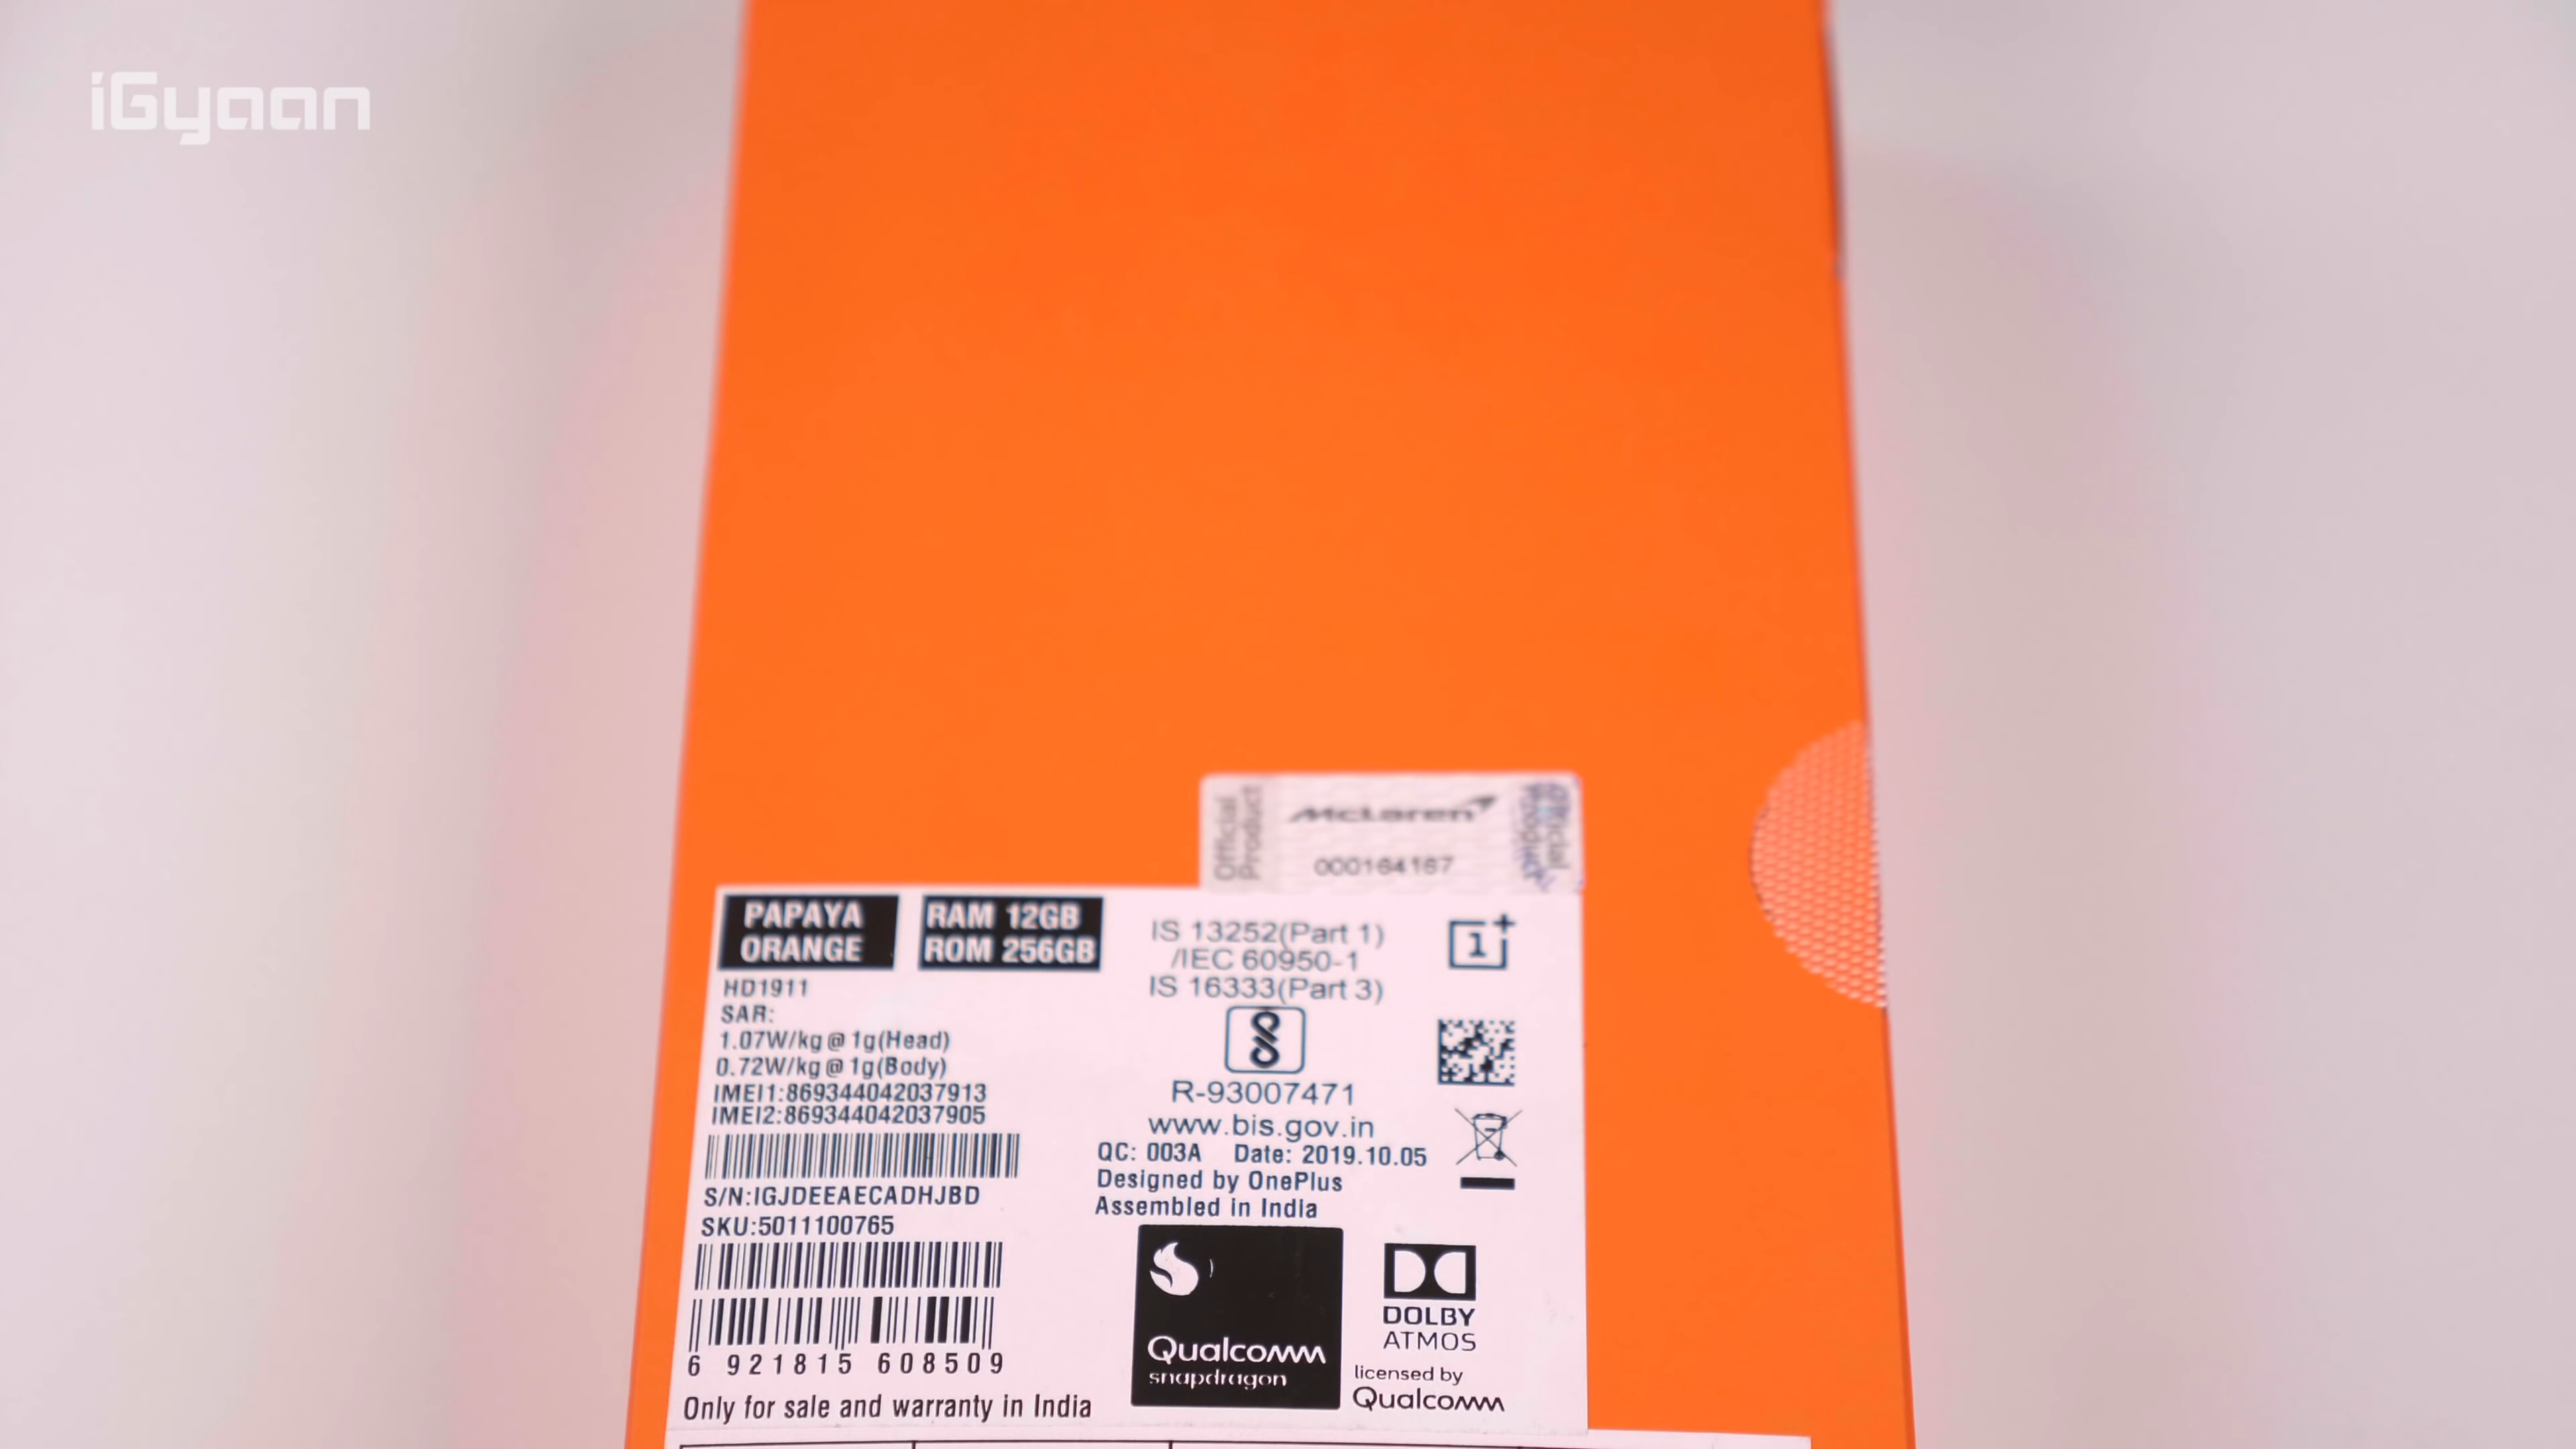 iGyaan
Official
Product
McLaren
000164167
Official
Product
PAPAYA
ORANGE
RAM 12GB
ROM 256GB
HD1911
SAR:
1.07W/kg@1g(Head)
0.72W/kg@1g(Body)
IMEI1:869344042037913
IMEI2:869344042037905
S/N:IGJDEEAECADHJBD
SKU:5011100765
6 921815 608509
Only for sale and warranty in India
IS 13252(Part 1)
/IEC 60950-1
IS 16333(Part 3)
R-93007471
www.bis.gov.in
QC: 003A Date: 2019.10.05
Designed by OnePlus
Assembled in India
Qualcomm
snapdragon
1+
DOLBY
ATMOS
licensed by
Qualcomm